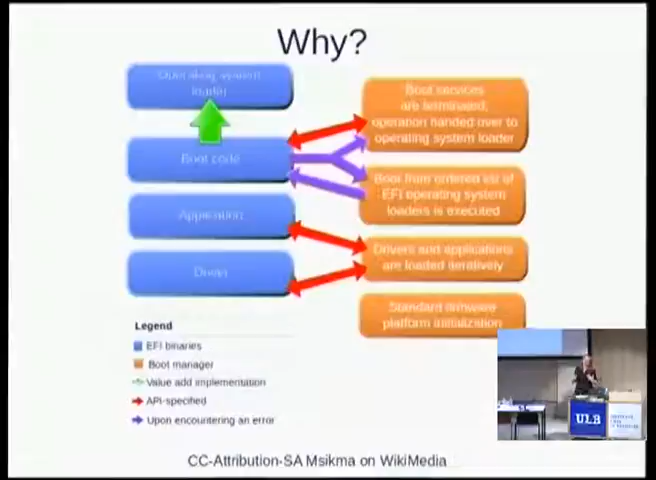 Why?
Operating system
loader
Boot code
Application
Driver
Boot services
are terminated,
operation handed over to
operating system loader
Boot from ordered list of
EFI operating system
loaders is executed
Drivers and applications
are loaded iteratively
Standard firmware
platform initialization
Legend
EFI binaries
Boot manager
Value add implementation
API-specified
Upon encountering an error
ULB
CC-Attribution-SA Msikma on WikiMedia